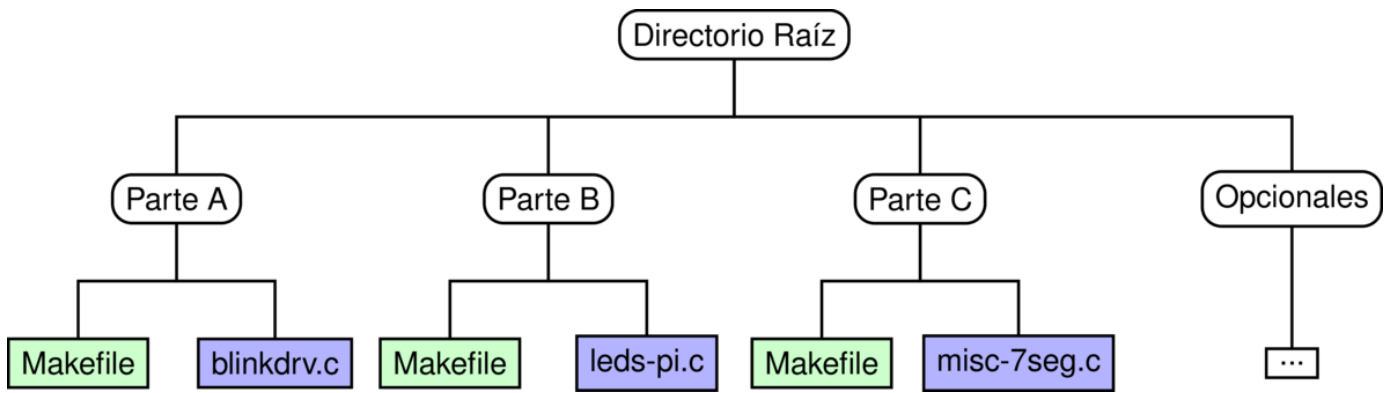 Directorio Raíz
Parte A
Parte B
Parte C
Opcionales
Makefile
blinkdrv.c
Makefile
leds-pi.c
Makefile
misc-7seg.c
...